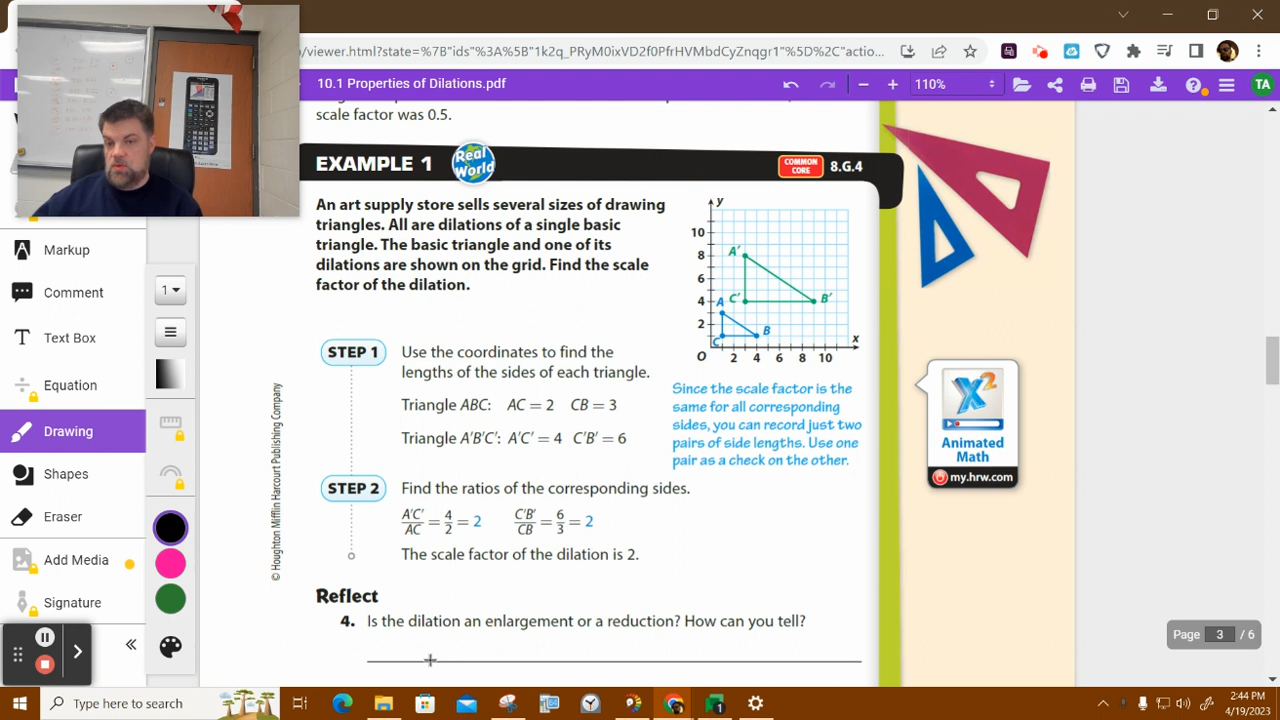 p/viewer.html?state=%7B"ids"%3A%5B"1k2q_PRyM0ixVD2f0PfrHVMbdCyZnqgr1"%5D%2C"actio...
10.1 Properties of Dilations.pdf
110%
TA
scale factor was 0.5.
EXAMPLE 1
Real World
COMMON CORE
8.G.4
An art supply store sells several sizes of drawing
triangles. All are dilations of a single basic
triangle. The basic triangle and one of its
dilations are shown on the grid. Find the scale
factor of the dilation.
y
10
8
6
4
2
O
2 4 6 8 10
x
A'
C'
B'
A
B
C
STEP 1
Use the coordinates to find the
lengths of the sides of each triangle.
Triangle ABC: AC = 2 CB = 3
Triangle A'B'C': A'C' = 4 C'B' = 6
Since the scale factor is the
same for all corresponding
sides, you can record just two
pairs of side lengths. Use one
pair as a check on the other.
STEP 2
Find the ratios of the corresponding sides.
A'C'/AC = 4/2 = 2 C'B'/CB = 6/3 = 2
The scale factor of the dilation is 2.
Reflect
4. Is the dilation an enlargement or a reduction? How can you tell?
© Houghton Mifflin Harcourt Publishing Company
X²
Animated
Math
my.hrw.com
Markup
Comment
Text Box
Equation
Drawing
Shapes
Eraser
Add Media
Signature
1
Page 3 / 6
Type here to search
2:44 PM
4/19/2023